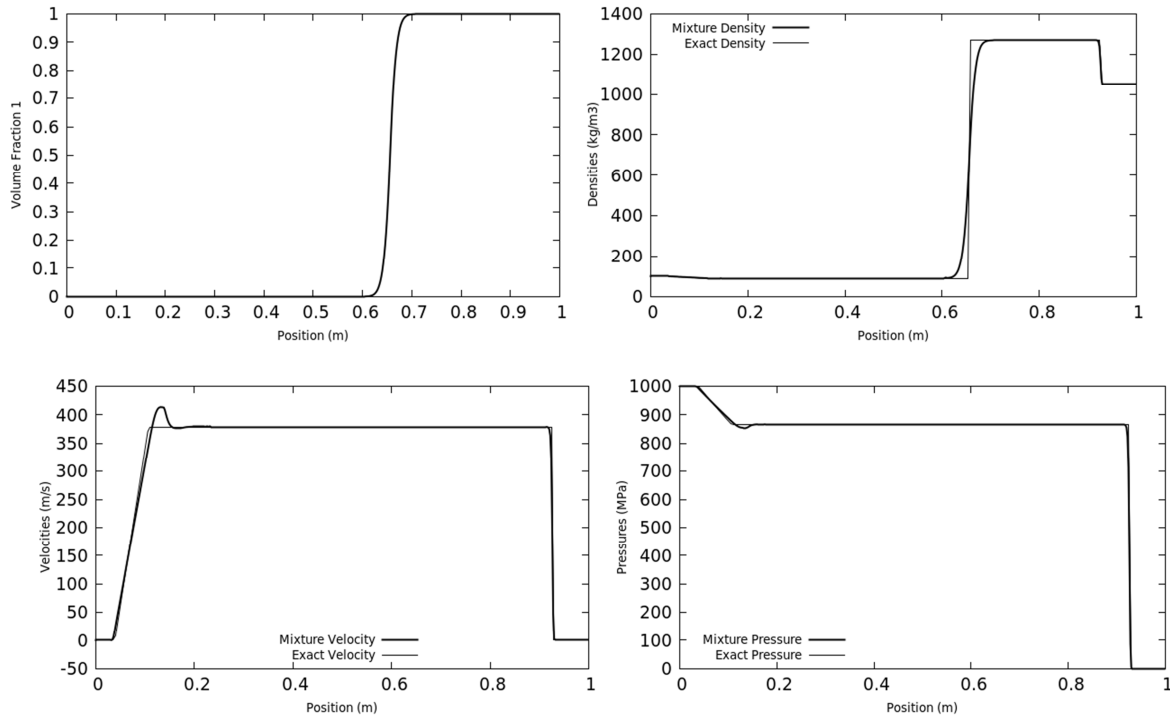 1
0.9
0.8
0.7
0.6
0.5
0.4
0.3
0.2
0.1
0
Volume Fraction 1
0 0.1 0.2 0.3 0.4 0.5 0.6 0.7 0.8 0.9 1
Position (m)
1400
1200
1000
800
600
400
200
0
Densities (kg/m3)
Mixture Density
Exact Density
0 0.2 0.4 0.6 0.8 1
Position (m)
450
400
350
300
250
200
150
100
50
0
-50
Velocities (m/s)
Mixture Velocity
Exact Velocity
0 0.2 0.4 0.6 0.8 1
Position (m)
1000
900
800
700
600
500
400
300
200
100
0
Pressures (MPa)
Mixture Pressure
Exact Pressure
0 0.2 0.4 0.6 0.8 1
Position (m)